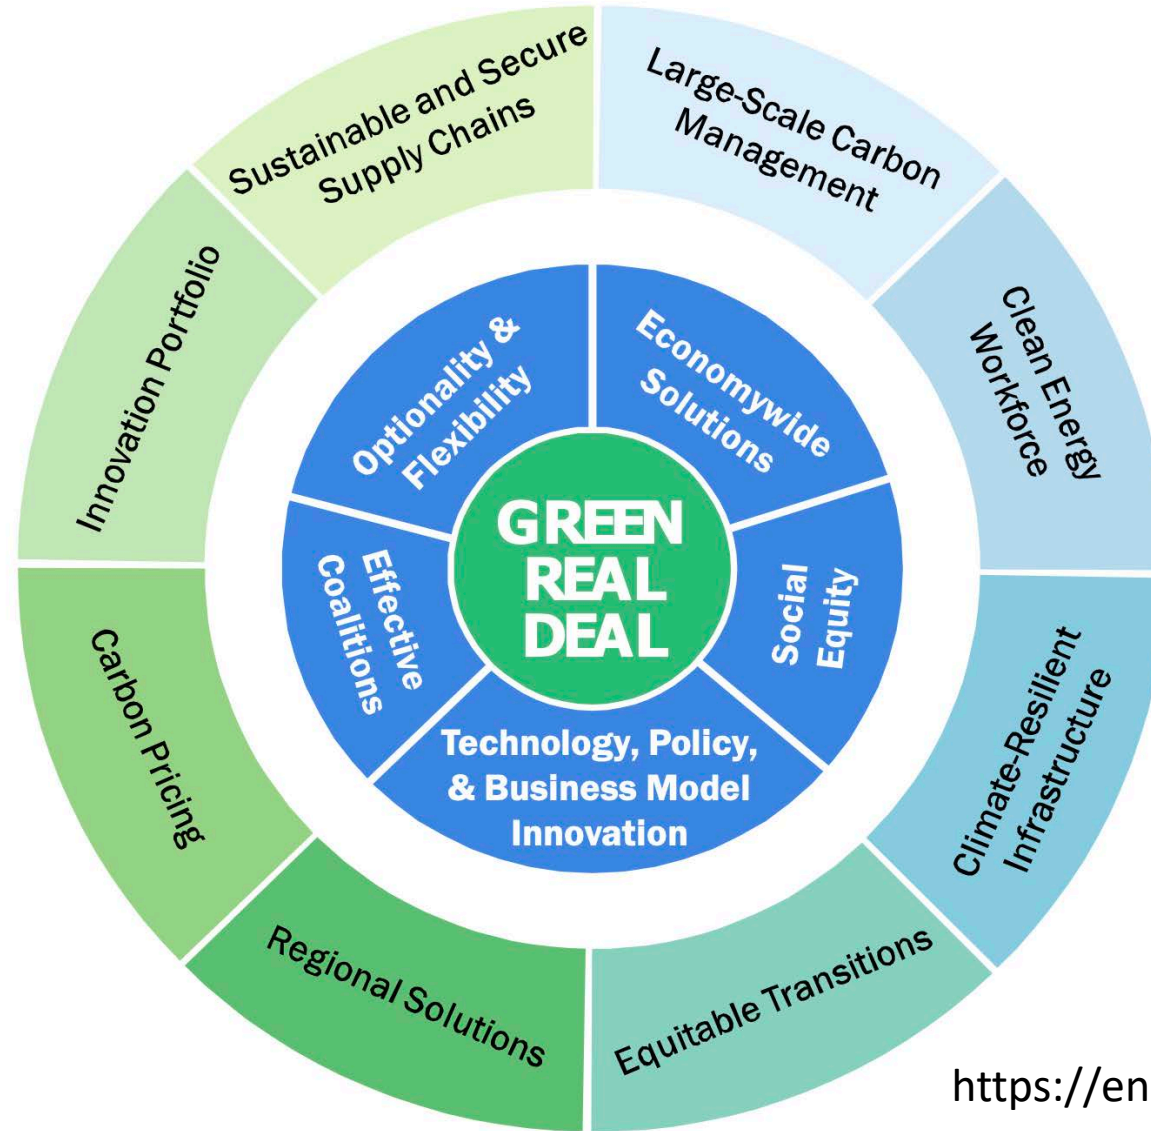 Sustainable and Secure
Supply Chains
Large-Scale Carbon
Management
Clean Energy
Workforce
Climate-Resilient
Infrastructure
Equitable Transitions
Regional Solutions
Carbon Pricing
Innovation Portfolio
Optionality &
Flexibility
Economywide
Solutions
Social
Equity
Technology, Policy,
& Business Model
Innovation
Effective
Coalitions
GREEN
REAL
DEAL
https://en